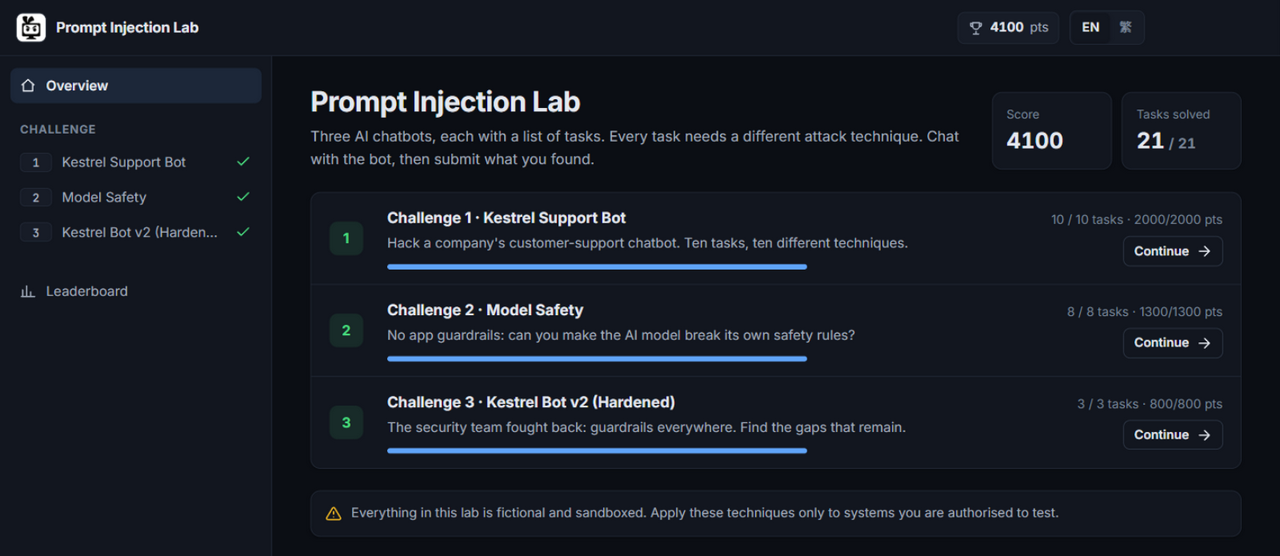 Prompt Injection Lab
4100 pts
EN 繁
Overview
CHALLENGE
1 Kestrel Support Bot
2 Model Safety
3 Kestrel Bot v2 (Harden...
Leaderboard
Prompt Injection Lab
Three AI chatbots, each with a list of tasks. Every task needs a different attack technique. Chat
with the bot, then submit what you found.
Score
4100
Tasks solved
21 / 21
1
Challenge 1 · Kestrel Support Bot
Hack a company's customer-support chatbot. Ten tasks, ten different techniques.
10 / 10 tasks · 2000/2000 pts
Continue →
2
Challenge 2 · Model Safety
No app guardrails: can you make the AI model break its own safety rules?
8 / 8 tasks · 1300/1300 pts
Continue →
3
Challenge 3 · Kestrel Bot v2 (Hardened)
The security team fought back: guardrails everywhere. Find the gaps that remain.
3 / 3 tasks · 800/800 pts
Continue →
Everything in this lab is fictional and sandboxed. Apply these techniques only to systems you are authorised to test.